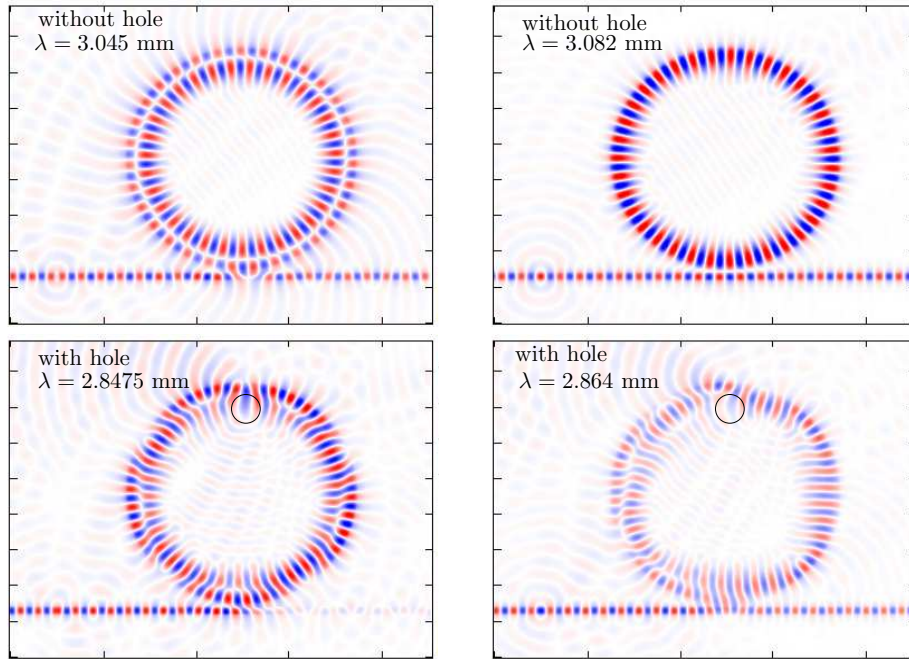 without hole
λ = 3.045 mm
without hole
λ = 3.082 mm
with hole
λ = 2.8475 mm
with hole
λ = 2.864 mm